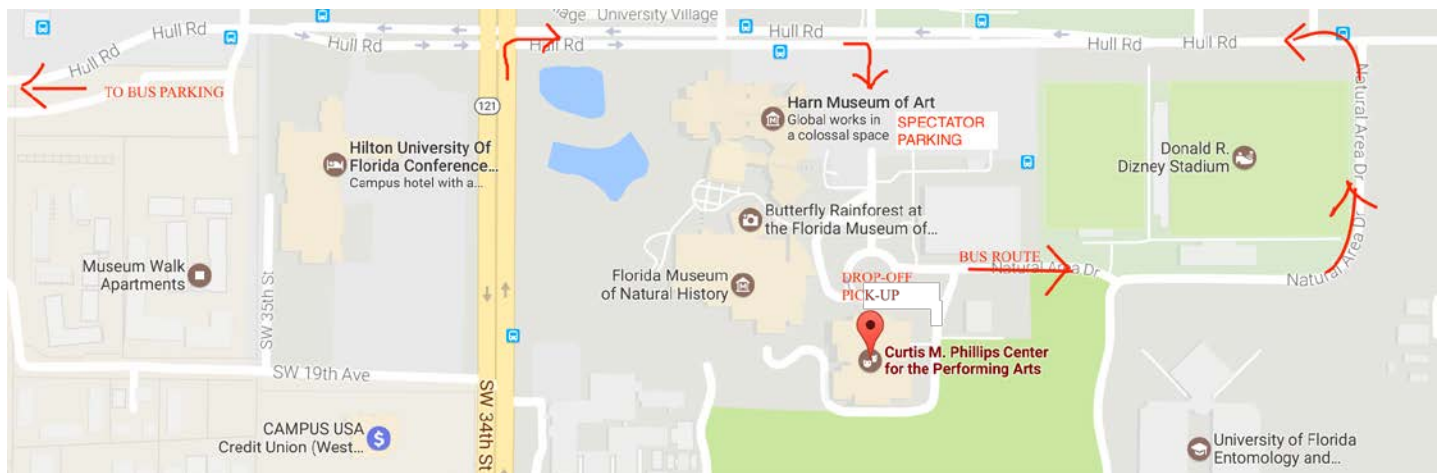 age University Village
Village
Hull Rd
Hull Rd
Hull Rd
Hull Rd
Hull Rd
Hull Rd
Hull Rd
TO BUS PARKING
121
Hilton University Of
Florida Conference...
Campus hotel with a...
Harn Museum of Art
Global works in
a colossal space
SPECTATOR
PARKING
Donald R.
Dizney Stadium
Natural Area Dr
Butterfly Rainforest at
the Florida Museum of...
Museum Walk
Apartments
SW 35th St
Florida Museum
of Natural History
DROP-OFF
PICK-UP
BUS ROUTE
Natural Area Dr
Natural Area Dr
Curtis M. Phillips Center
for the Performing Arts
SW 19th Ave
SW 34th St
CAMPUS USA
Credit Union (West...
$
University of Florida
Entomology and...